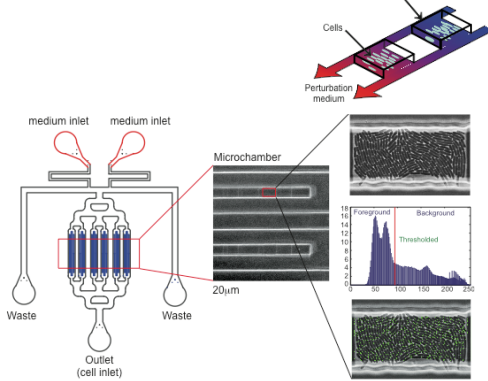 Cells
Perturbation
medium
medium inlet
medium inlet
Microchamber
20μm
Waste
Waste
Outlet
(cell inlet)
Foreground
Background
Thresholded
18
16
14
12
10
8
6
4
2
0
0
50
100
150
200
250